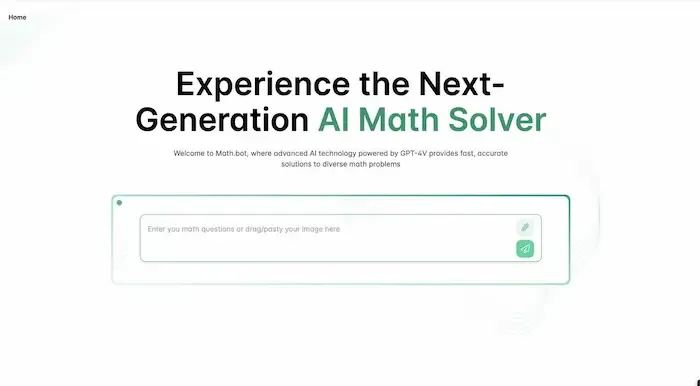 Home
Experience the Next-
Generation AI Math Solver
Welcome to Math.bot, where advanced AI technology powered by GPT-4V provides fast, accurate
solutions to diverse math problems
Enter you math questions or drag/pasty your image here